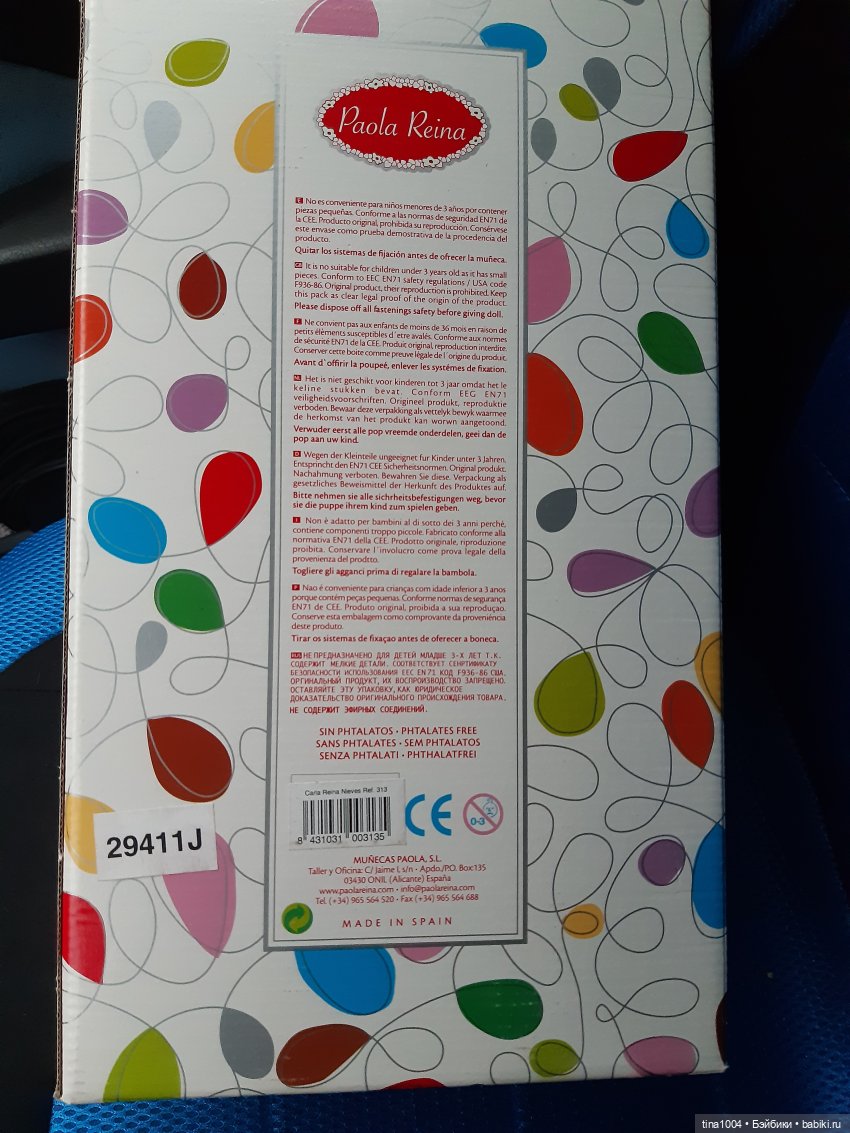 Paola Reina
E No es conveniente para niños menores de 3 años por contener
piezas pequeñas. Conforme a las normas de seguridad EN71 de
la CEE. Producto original, prohibida su reproducción. Consérvese
este envase como prueba demostrativa de la procedencia del
producto.
Quitar los sistemas de fijación antes de ofrecer la muñeca.
GB It is no suitable for children under 3 years old as it has small
pieces. Conform to EEC EN71 safety regulations / USA code
F936-86. Original product, their reproduction is prohibited. Keep
this pack as clear legal proof of the origin of the product.
Please dispose off all fastenings safety before giving doll.
F Ne convient pas aux enfants de moins de 36 mois en raison de
petits éléments susceptibles d´etre avalés. Conforme aux normes
de sécurité EN71 de la CEE. Produit original, reproduction interdite.
Conserver cette boite comme preuve légale de l´origine du produit.
Avant d`offirir la poupeé, enlever les systémes de fixation.
NL Het is niet geschikt voor kinderen tot 3 jaar omdat het le
keline stukken bevat. Conform EEG EN71
veiligheidsvoorschriften. Origineel produkt, reproduktie
verboden. Bewaar deze verpakking als vettelyk bewyk waarmee
de herkomst van het produkt kan worwn aangetoond.
Verwuder eerst alle pop vreemde onderdelen, geei dan de
pop aan uw kind.
D Wegen der Kleinteile ungeeignet fur Kinder unter 3 Jahren.
Entspricht den EN71 CEE Sicherheitsnormen. Original produkt.
Nachahmung verboten. Bewahren Sie diese. Verpackung als
gesetzliches Beweismittel der Herkunft des Produktes auf.
Bitte nehmen sie alle sichrheitsbefestigungen weg, bevor
sie die puppe ihrem kind zum spielen geben.
I Non è adatto per bambini al di sotto dei 3 anni perché,
contiene componenti troppo piccole. Fabricato conforme alla
normativa EN71 della CEE. Prodotto originale, riproduzione
proibita. Conservare l´involucro come prova legale della
provenienza del prodtto.
Togliere gli agganci prima di regalare la bambola.
P Nao é conveniente para crianças com idade inferior a 3 anos
porque contém peças pequenas. Conforme normas de segurança
EN71 de CEE. Produto original, proibida a sua reproduçao.
Conserve esta embalagem como comprovante da proveniência
deste produto.
Tirar os sistemas de fixaçao antes de oferecer a boneca.
RUS НЕ ПРЕДНАЗНАЧЕНО ДЛЯ ДЕТЕЙ МЛАДШЕ 3-Х ЛЕТ Т.К.
СОДЕРЖИТ МЕЛКИЕ ДЕТАЛИ. СООТВЕТСТВУЕТ СЕНРТИФИКАТУ
БЕЗОПАСНОСТИ ИСПОЛЬЗОВАНИЯ EEC EN71 КОД F936-86 США.
ОРИГИНАЛЬНЫЙ ПРОДУКТ, ИХ ВОСПРОИЗВОДСТВО ЗАПРЕЩЕНО.
ОСТАВЛЯЙТЕ ЭТУ УПАКОВКУ, КАК ЮРИДИЧЕСКОЕ
ДОКАЗАТЕЛЬСТВО ОРИГИНАЛЬНОГО ПРОИСХОЖДЕНИЯ ТОВАРА.
НЕ СОДЕРЖИТ ЭФИРНЫХ СОЕДИНЕНИЙ.
SIN PHTALATOS · PHTALATES FREE
SANS PHTALATES · SEM PHTALATOS
SENZA PHTALATI · PHTHALATFREI
Carla Reina Nieves Ref. 313
8 431031 003135
CE
0-3
29411J
MUÑECAS PAOLA, S.L.
Taller y Oficina: C/ Jaime I, s/n · Apdo./P.O. Box: 135
03430 ONIL (Alicante) España
www.paolareina.com · info@paolareina.com
Tel. (+34) 965 564 520 · Fax (+34) 965 564 688
MADE IN SPAIN
tina1004 • Бэйбики • babiki.ru